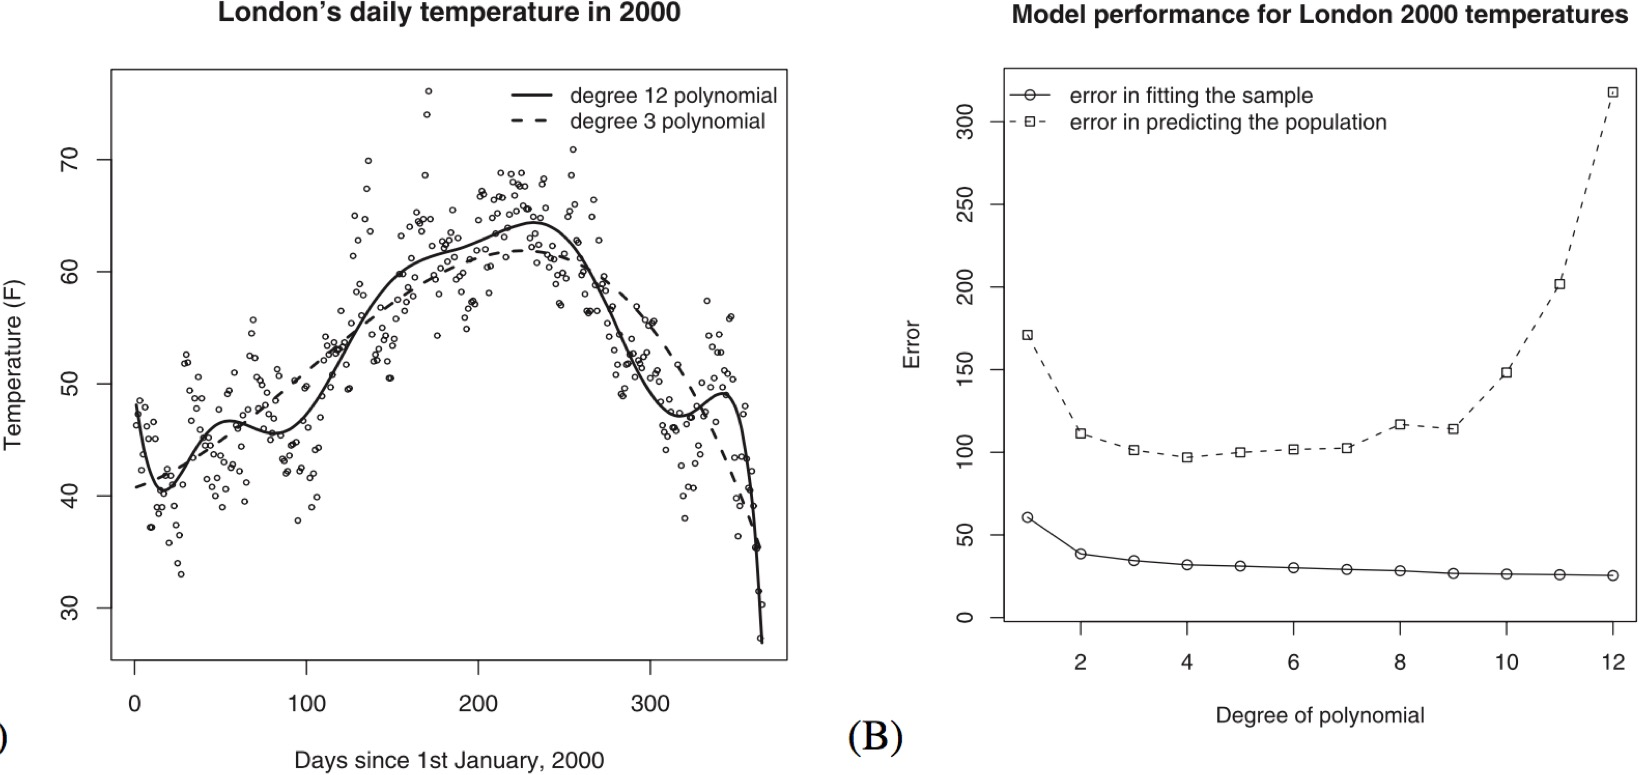 London's daily temperature in 2000
degree 12 polynomial
degree 3 polynomial
70
60
50
40
30
Temperature (F)
0 100 200 300
Days since 1st January, 2000
)
Model performance for London 2000 temperatures
error in fitting the sample
error in predicting the population
300
250
200
150
100
50
0
Error
2 4 6 8 10 12
Degree of polynomial
(B)